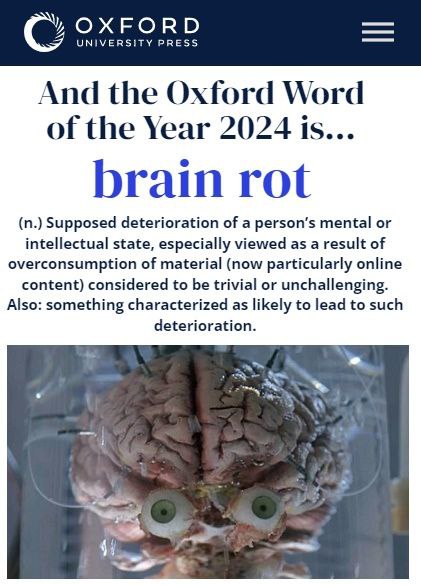 OXFORD
UNIVERSITY PRESS
And the Oxford Word
of the Year 2024 is...
brain rot
(n.) Supposed deterioration of a person’s mental or
intellectual state, especially viewed as a result of
overconsumption of material (now particularly online
content) considered to be trivial or unchallenging.
Also: something characterized as likely to lead to such
deterioration.